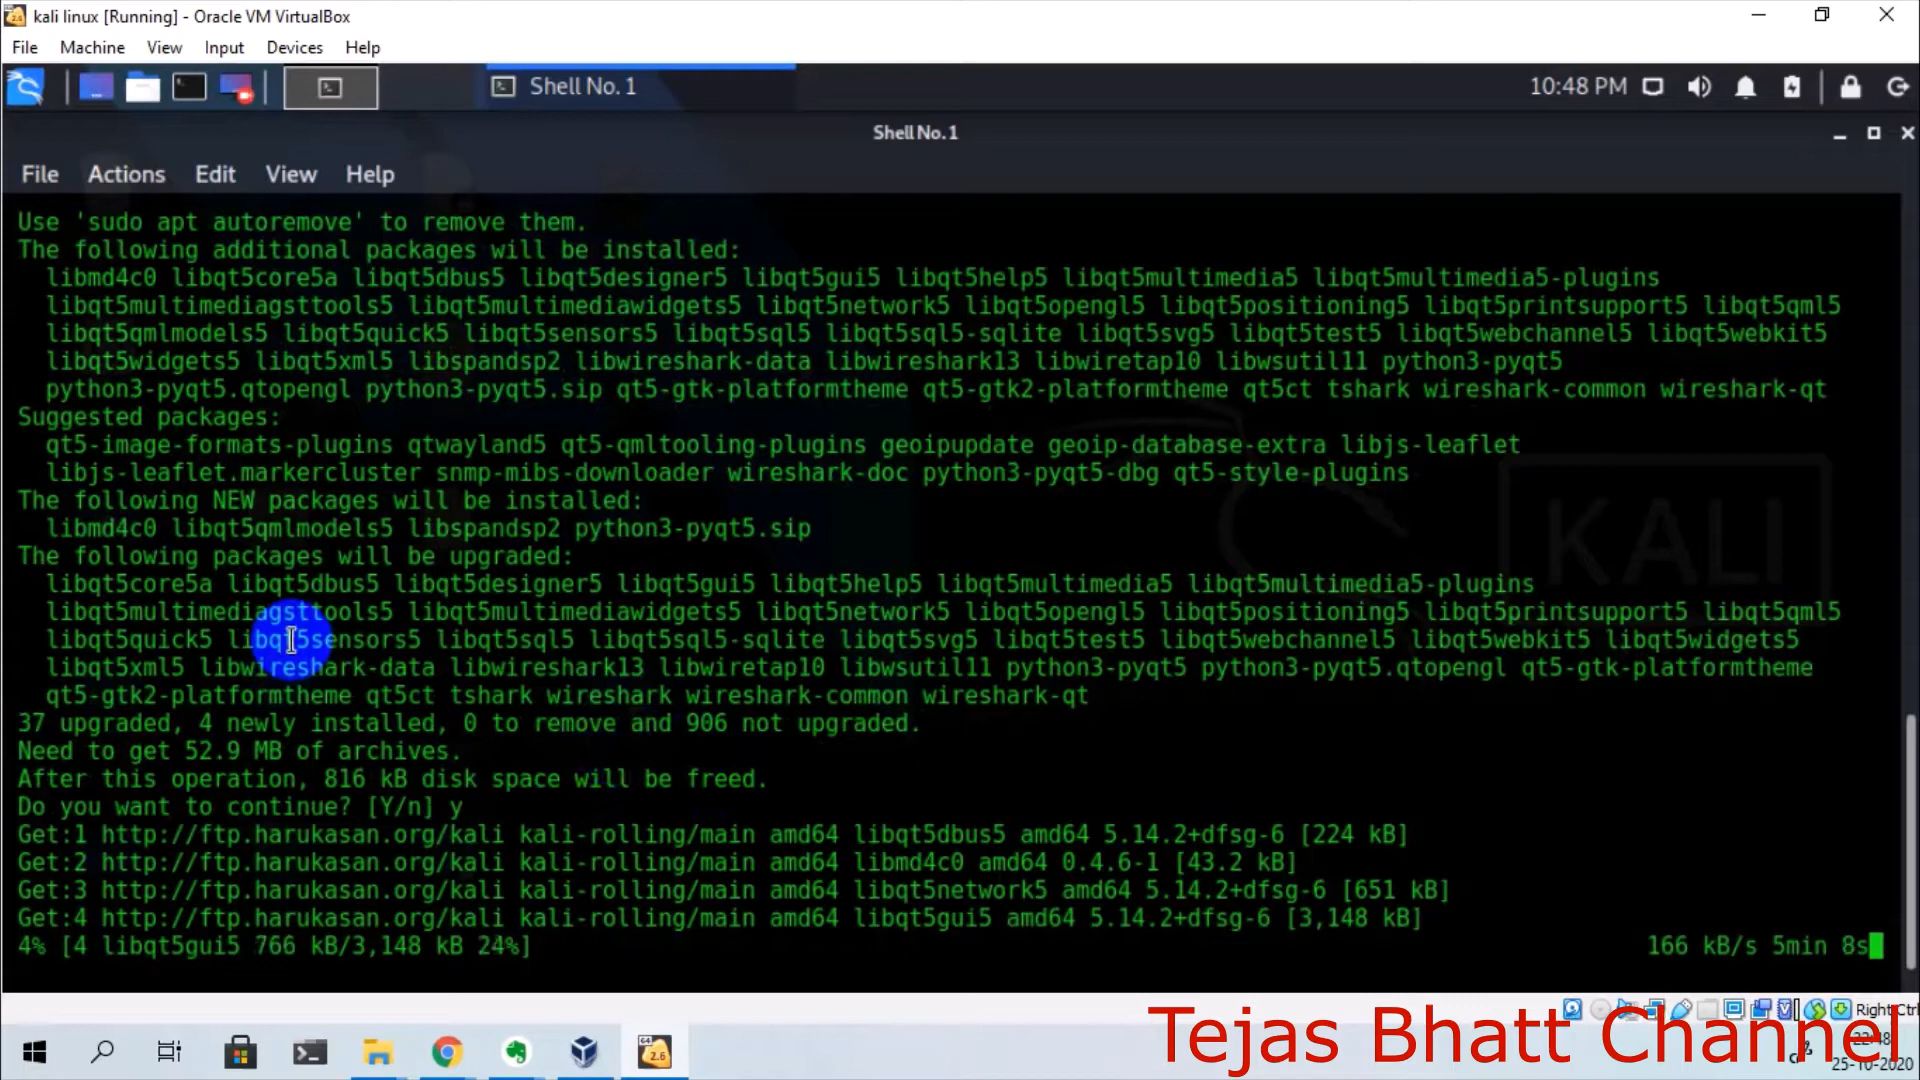 kali linux [Running] - Oracle VM VirtualBox
File Machine View Input Devices Help
Shell No. 1
10:48 PM
Shell No. 1
File Actions Edit View Help
Use 'sudo apt autoremove' to remove them.
The following additional packages will be installed:
libmd4c0 libqt5core5a libqt5dbus5 libqt5designer5 libqt5gui5 libqt5help5 libqt5multimedia5 libqt5multimedia5-plugins
libqt5multimediagsttools5 libqt5multimediawidgets5 libqt5network5 libqt5opengl5 libqt5positioning5 libqt5printsupport5 libqt5qml5
libqt5qmlmodels5 libqt5quick5 libqt5sensors5 libqt5sql5 libqt5sql5-sqlite libqt5svg5 libqt5test5 libqt5webchannel5 libqt5webkit5
libqt5widgets5 libqt5xml5 libspandsp2 libwireshark-data libwireshark13 libwiretap10 libwsutil11 python3-pyqt5
python3-pyqt5.qtopengl python3-pyqt5.sip qt5-gtk-platformtheme qt5-gtk2-platformtheme qt5ct tshark wireshark-common wireshark-qt
Suggested packages:
qt5-image-formats-plugins qtwayland5 qt5-qmltooling-plugins geoipupdate geoip-database-extra libjs-leaflet
libjs-leaflet.markercluster snmp-mibs-downloader wireshark-doc python3-pyqt5-dbg qt5-style-plugins
The following NEW packages will be installed:
libmd4c0 libqt5qmlmodels5 libspandsp2 python3-pyqt5.sip
The following packages will be upgraded:
libqt5core5a libqt5dbus5 libqt5designer5 libqt5gui5 libqt5help5 libqt5multimedia5 libqt5multimedia5-plugins
libqt5multimediagsttools5 libqt5multimediawidgets5 libqt5network5 libqt5opengl5 libqt5positioning5 libqt5printsupport5 libqt5qml5
libqt5quick5 libqt5sensors5 libqt5sql5 libqt5sql5-sqlite libqt5svg5 libqt5test5 libqt5webchannel5 libqt5webkit5 libqt5widgets5
libqt5xml5 libwireshark-data libwireshark13 libwiretap10 libwsutil11 python3-pyqt5 python3-pyqt5.qtopengl qt5-gtk-platformtheme
qt5-gtk2-platformtheme qt5ct tshark wireshark wireshark-common wireshark-qt
37 upgraded, 4 newly installed, 0 to remove and 906 not upgraded.
Need to get 52.9 MB of archives.
After this operation, 816 kB disk space will be freed.
Do you want to continue? [Y/n] y
Get:1 http://ftp.harukasan.org/kali kali-rolling/main amd64 libqt5dbus5 amd64 5.14.2+dfsg-6 [224 kB]
Get:2 http://ftp.harukasan.org/kali kali-rolling/main amd64 libmd4c0 amd64 0.4.6-1 [43.2 kB]
Get:3 http://ftp.harukasan.org/kali kali-rolling/main amd64 libqt5network5 amd64 5.14.2+dfsg-6 [651 kB]
Get:4 http://ftp.harukasan.org/kali kali-rolling/main amd64 libqt5gui5 amd64 5.14.2+dfsg-6 [3,148 kB]
4% [4 libqt5gui5 766 kB/3,148 kB 24%] 166 kB/s 5min 8s
KALI
Right Ctrl
Tejas Bhatt Channel
22:48
25-10-2020
64
2.6